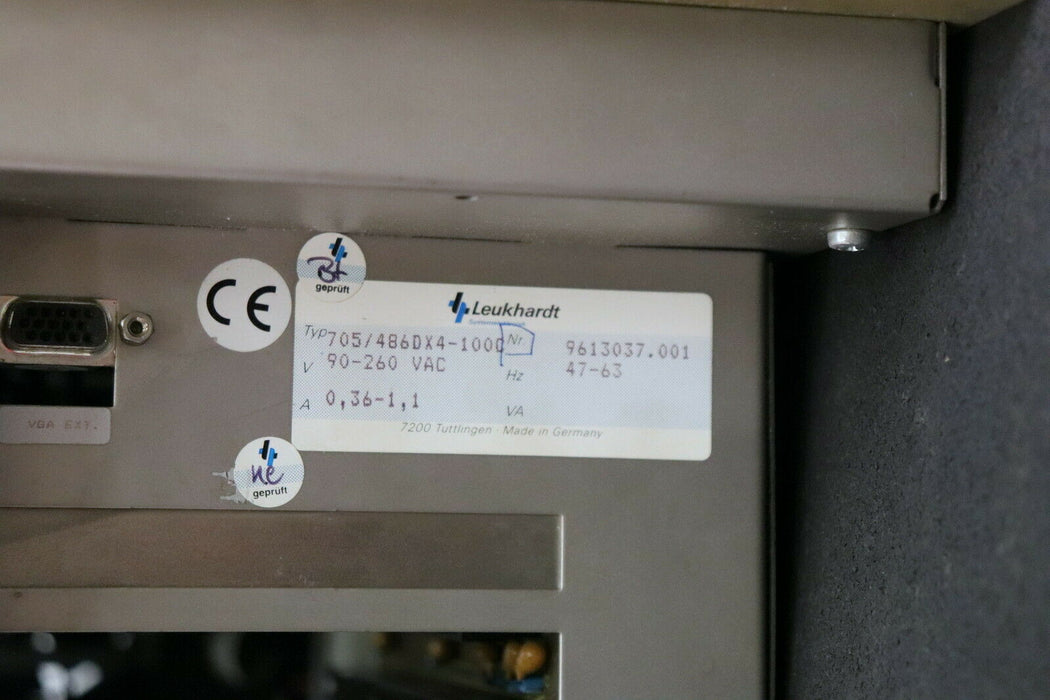 CE
geprüft
Leukhardt
Typ 705/486DX4-100C Nr. 9613037.001
V 90-260 VAC Hz 47-63
A 0,36-1,1 VA
7200 Tuttlingen · Made in Germany
VGA EXT.
geprüft